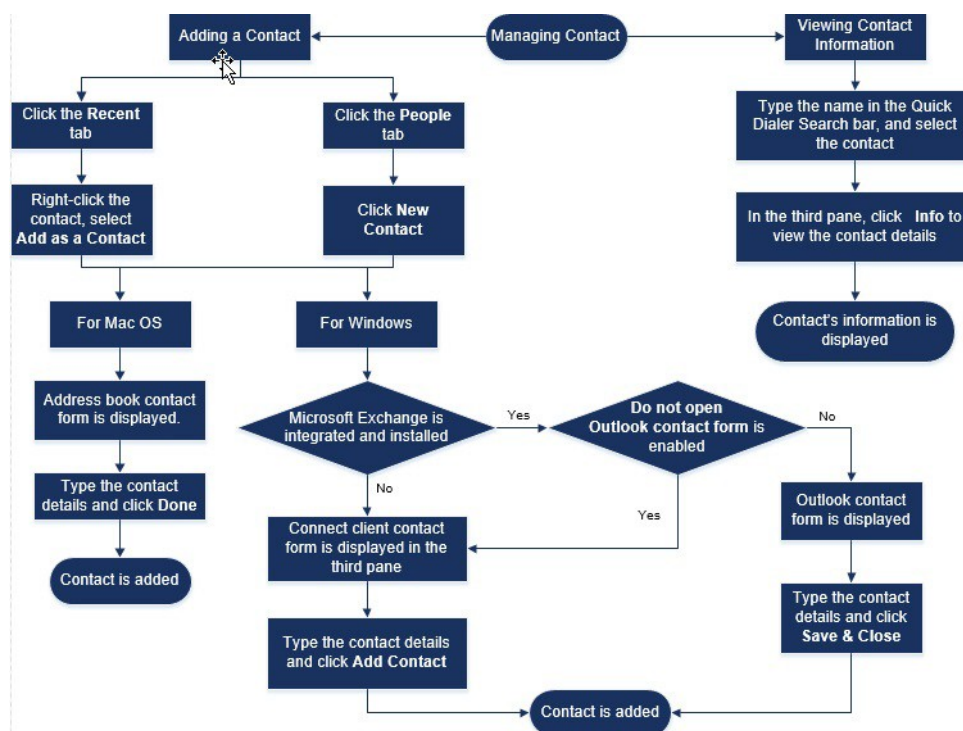 Adding a Contact
Managing Contact
Viewing Contact
Information
Click the Recent
tab
Click the People
tab
Type the name in the Quick
Dialer Search bar, and select
the contact
Right-click the
contact, select
Add as a Contact
Click New
Contact
In the third pane, click Info to
view the contact details
For Mac OS
For Windows
Contact's information is
displayed
Address book contact
form is displayed.
Microsoft Exchange is
integrated and installed
Yes
Do not open
Outlook contact form is
enabled
No
Type the contact
details and click Done
No
Yes
Outlook contact
form is displayed
Connect client contact
form is displayed in the
third pane
Contact is added
Type the contact
details and click
Save & Close
Type the contact details
and click Add Contact
Contact is added